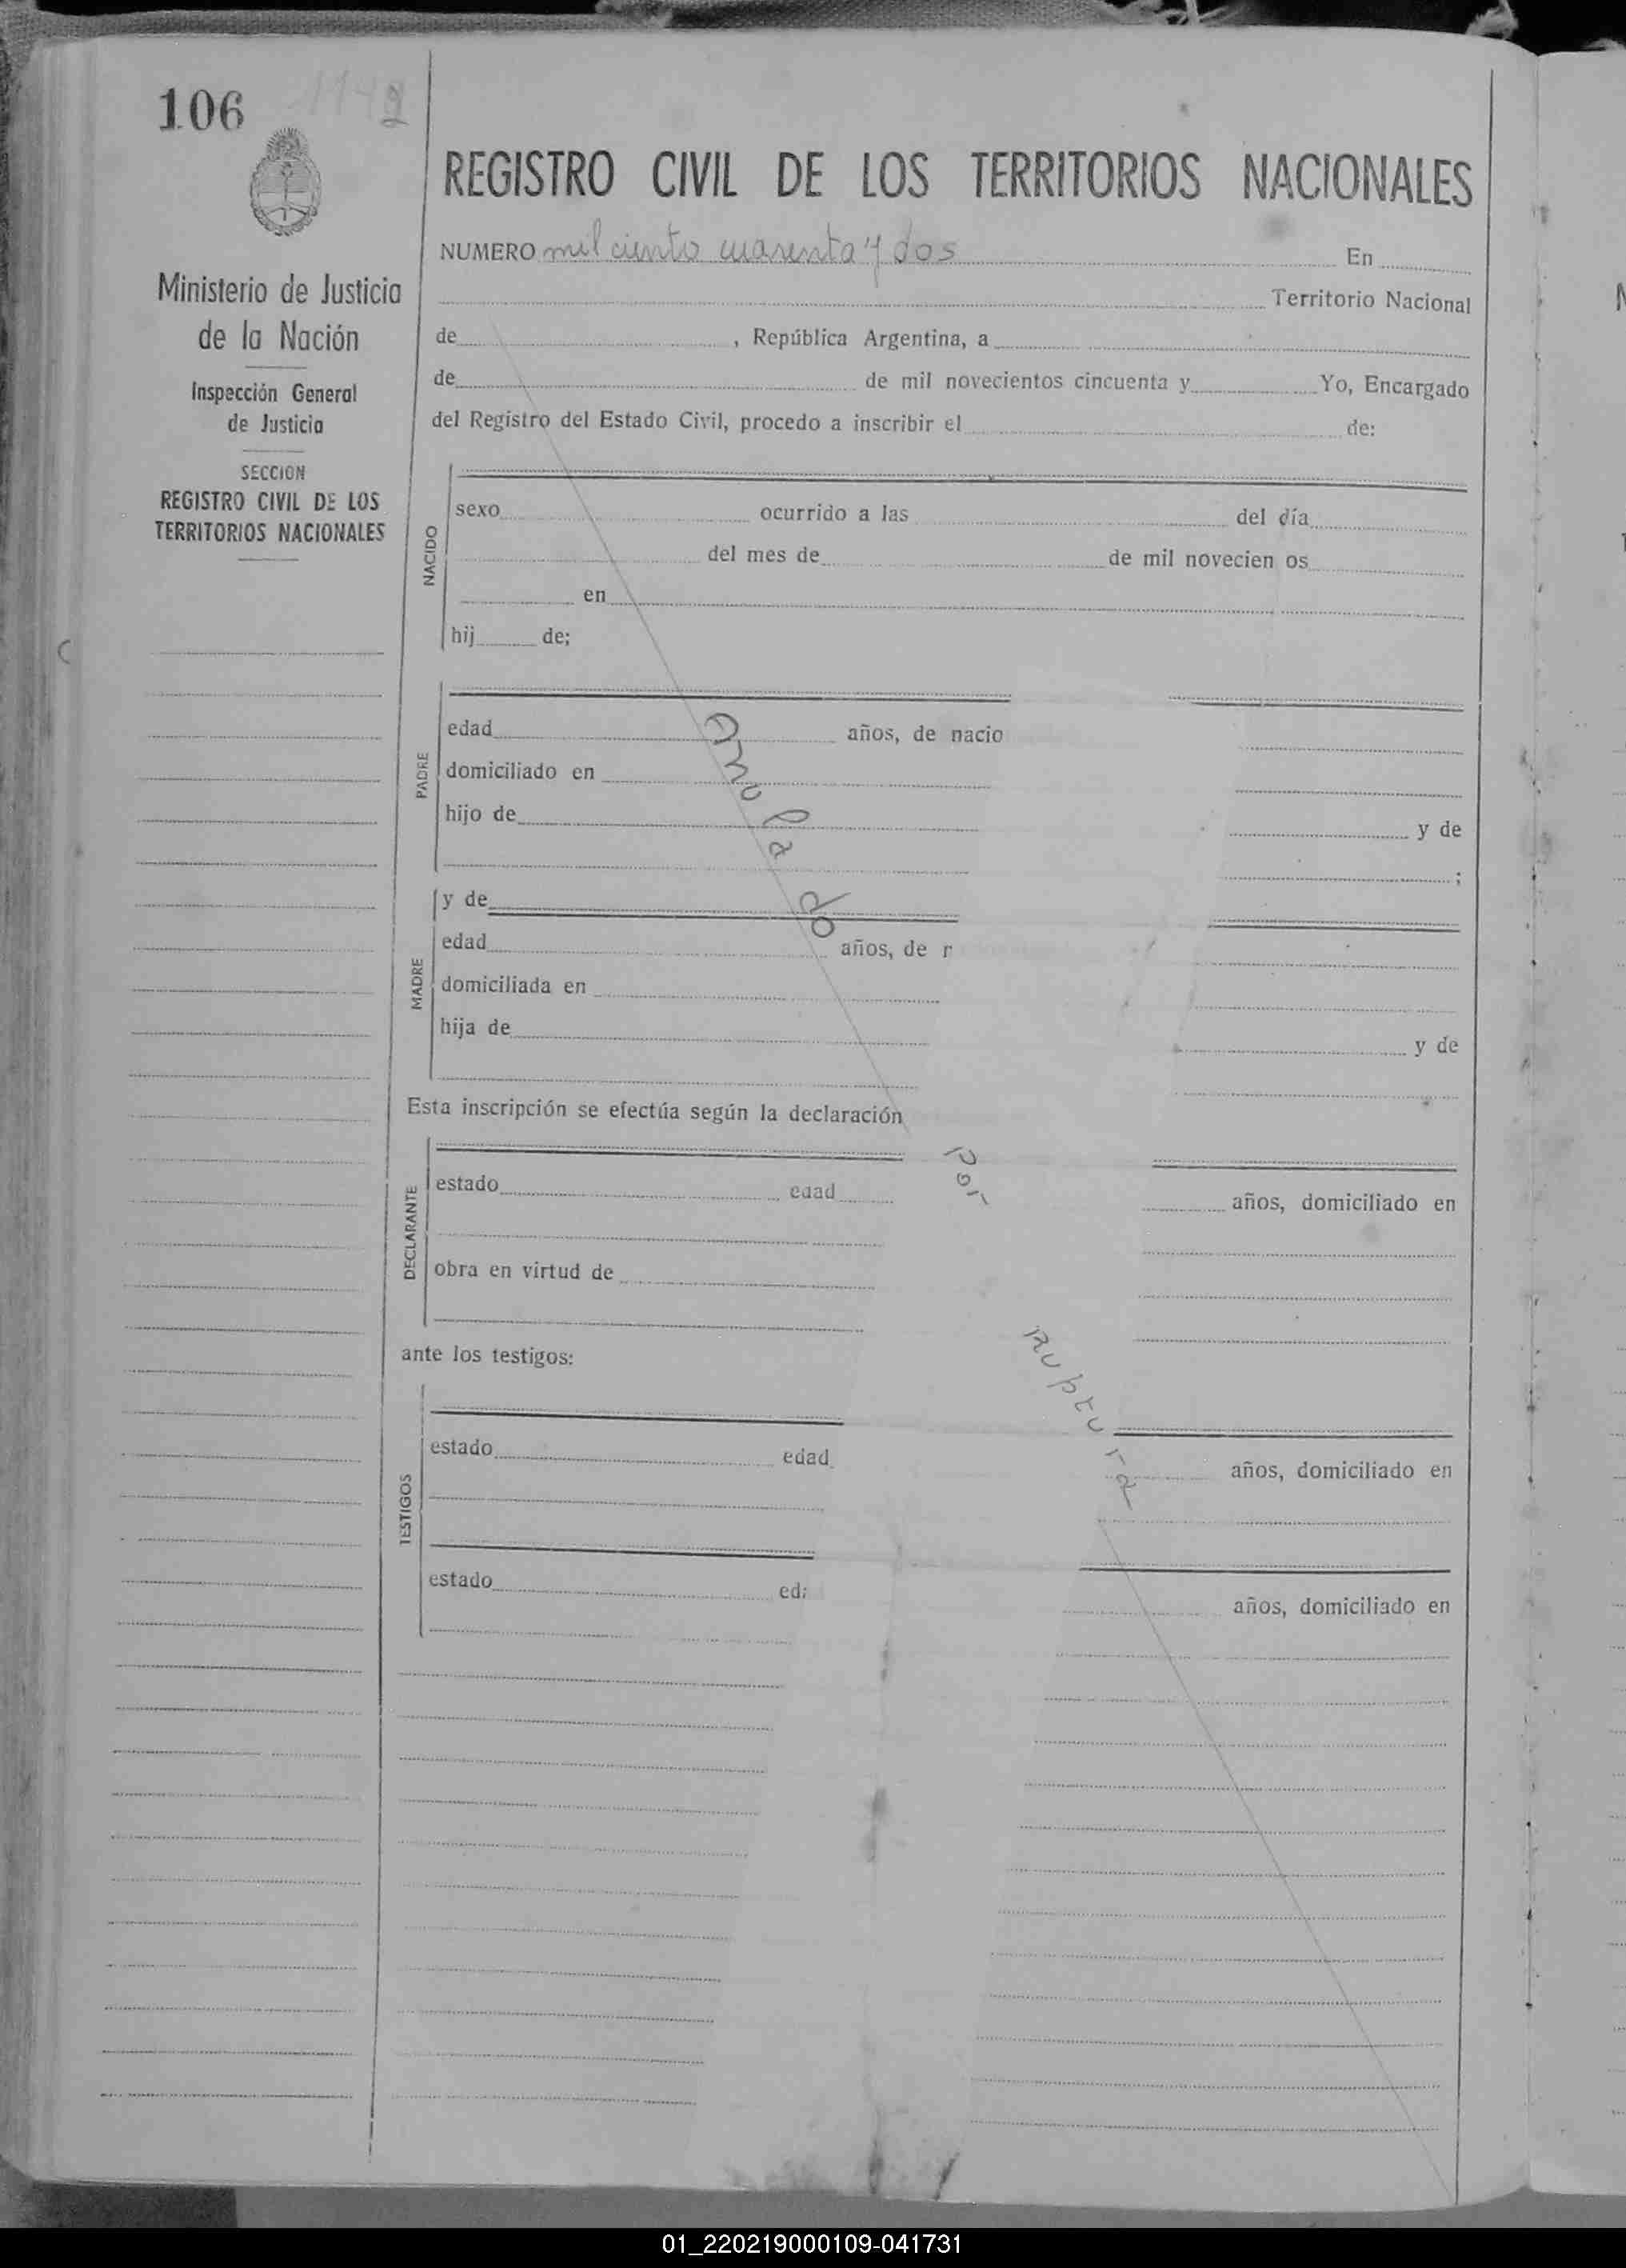 106 1142
REGISTRO CIVIL DE LOS TERRITORIOS NACIONALES
Ministerio de Justicia
de la Nación
Inspección General
de Justicia
SECCION
REGISTRO CIVIL DE LOS
TERRITORIOS NACIONALES
NUMERO mil ciento cuarenta y dos En
Territorio Nacional
de , República Argentina, a
de de mil novecientos cincuenta y Yo, Encargado
del Registro del Estado Civil, procedo a inscribir el de:
NACIDO
sexo ocurrido a las del día
del mes de de mil novecien os
en
hij de;
PADRE
edad años, de nacio
domiciliado en
hijo de y de
;
y de
MADRE
edad años, de r
domiciliada en
hija de y de
Anulado
Esta inscripción se efectúa según la declaración
DECLARANTE
estado edad años, domiciliado en
obra en virtud de
por
ante los testigos:
ruptura
TESTIGOS
estado edad años, domiciliado en
estado ed años, domiciliado en
01_220219000109-041731